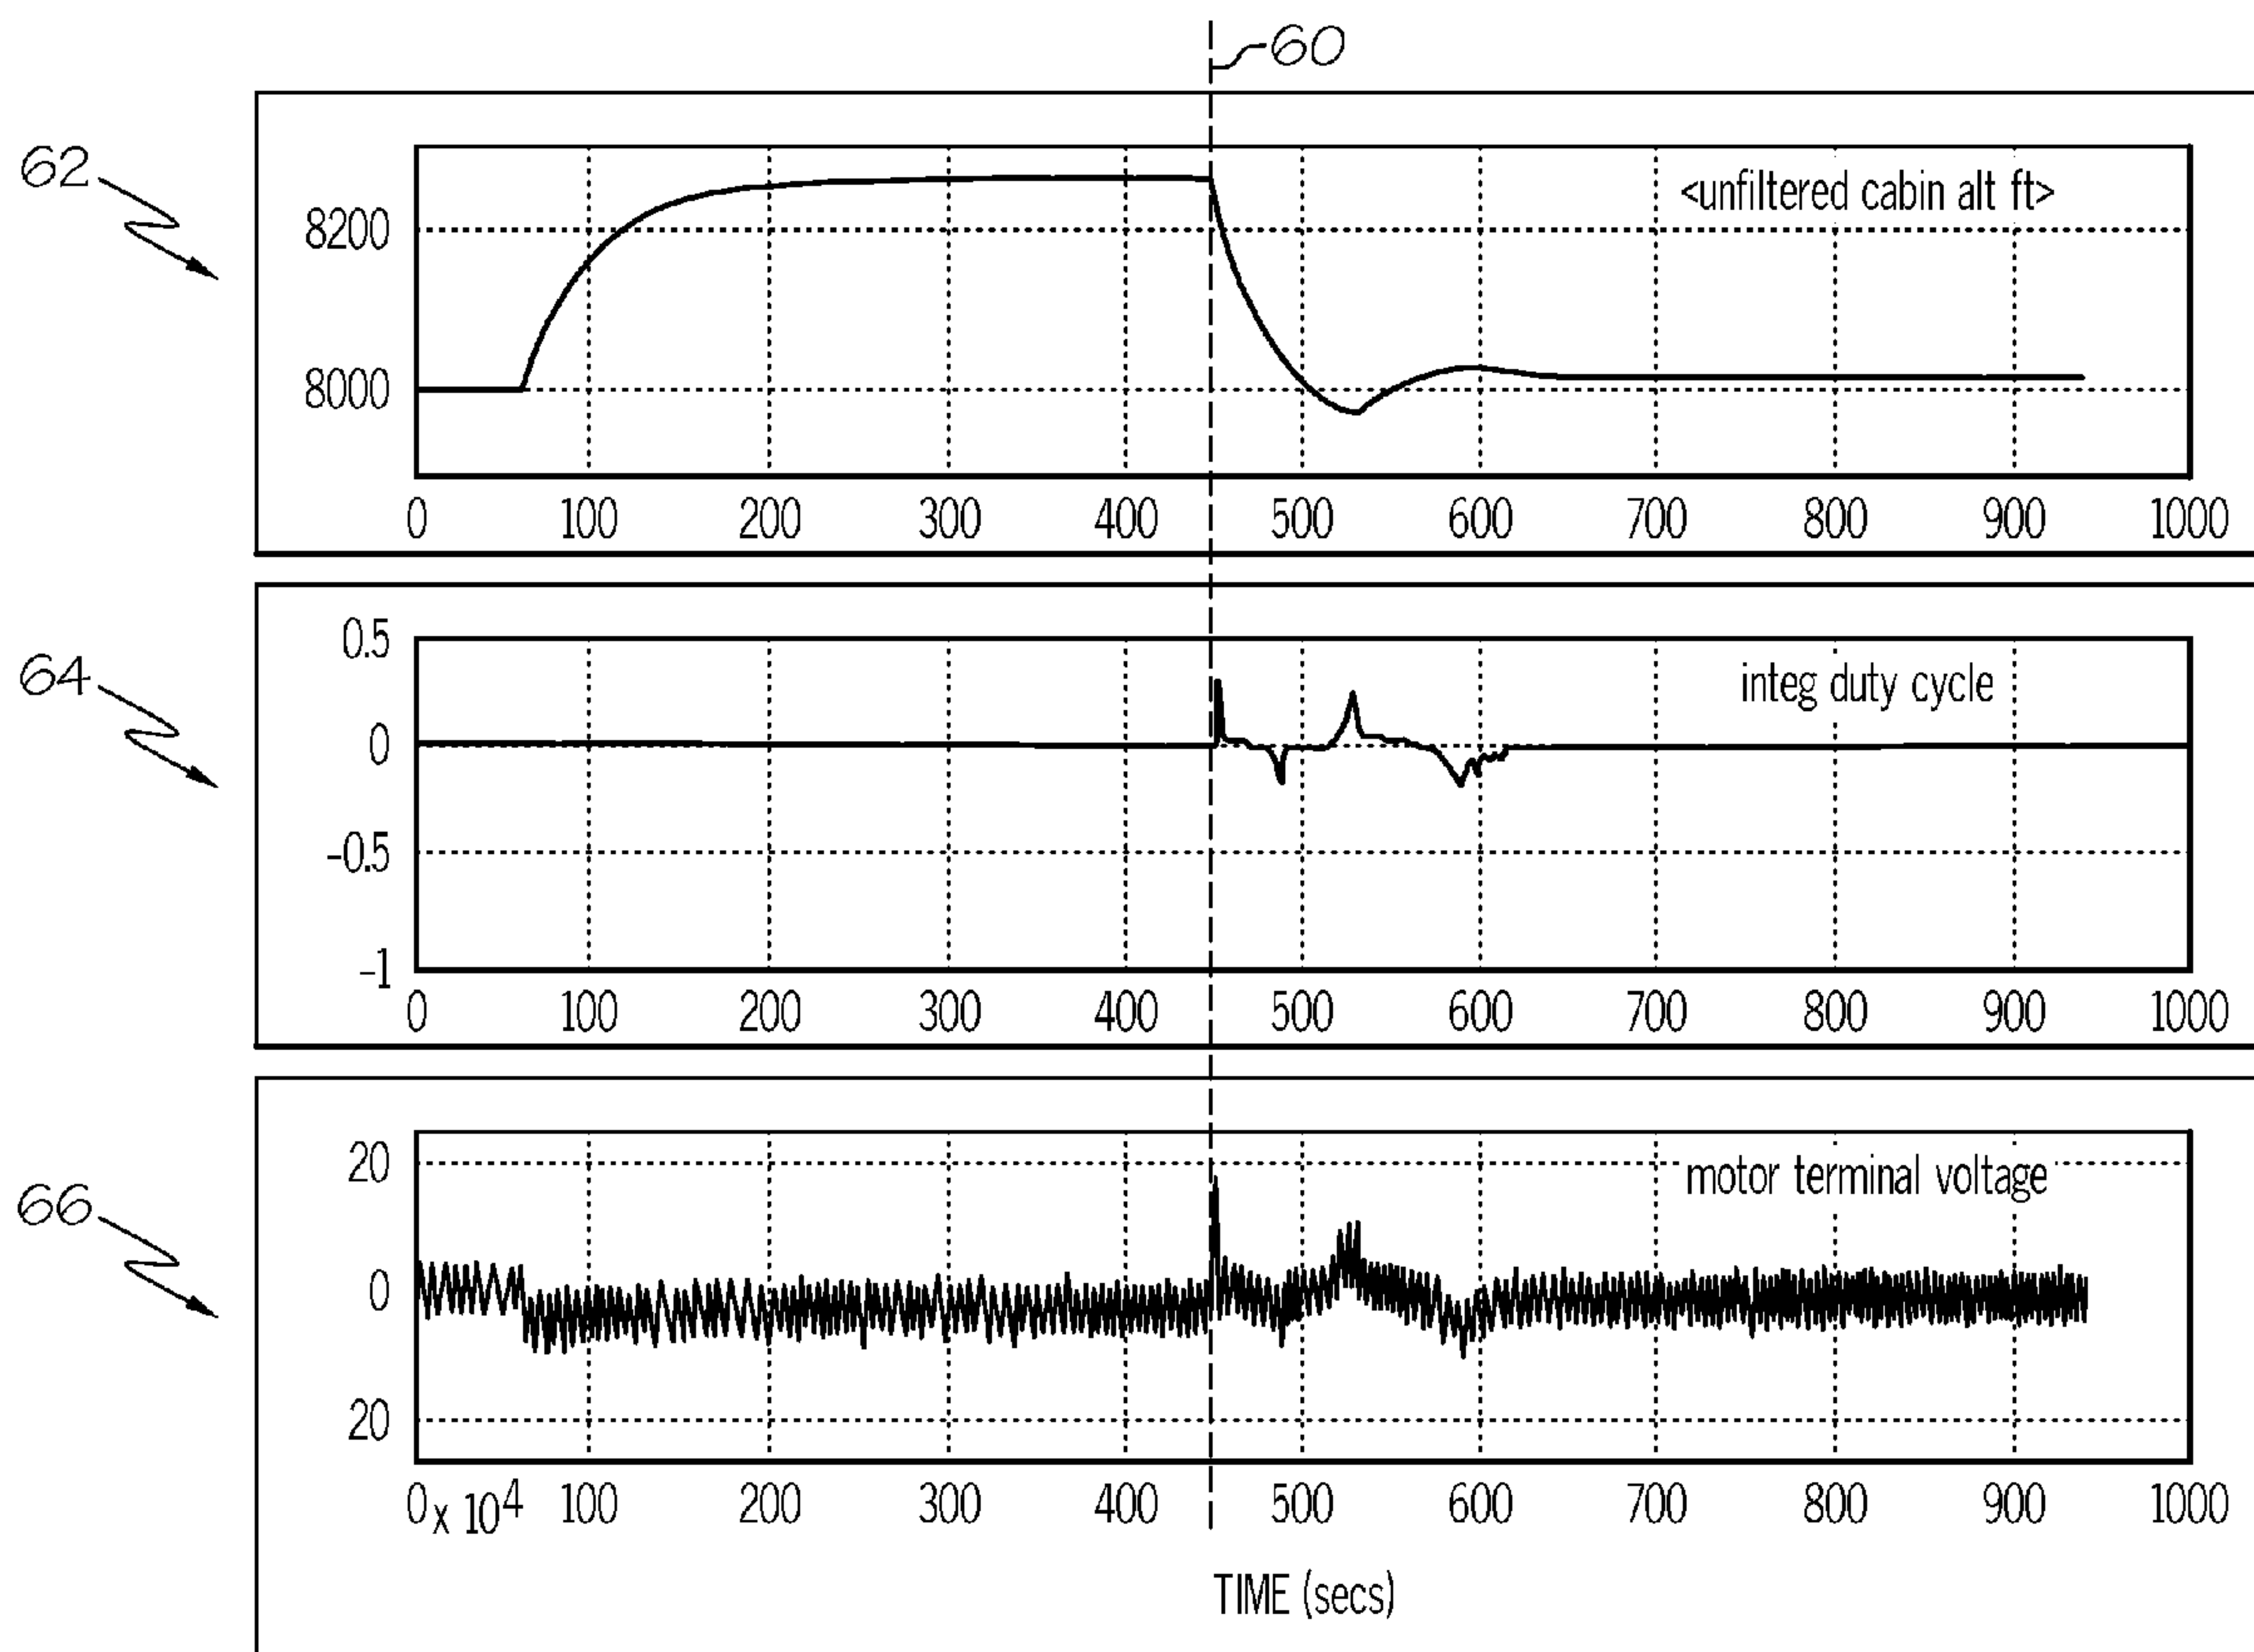 60
62
<unfiltered cabin alt ft>
8200
8000
0 100 200 300 400 500 600 700 800 900 1000
64
0.5
integ duty cycle
0
-0.5
-1
0 100 200 300 400 500 600 700 800 900 1000
66
20
motor terminal voltage
0
20
0 x 10⁴ 100 200 300 400 500 600 700 800 900 1000
TIME (secs)